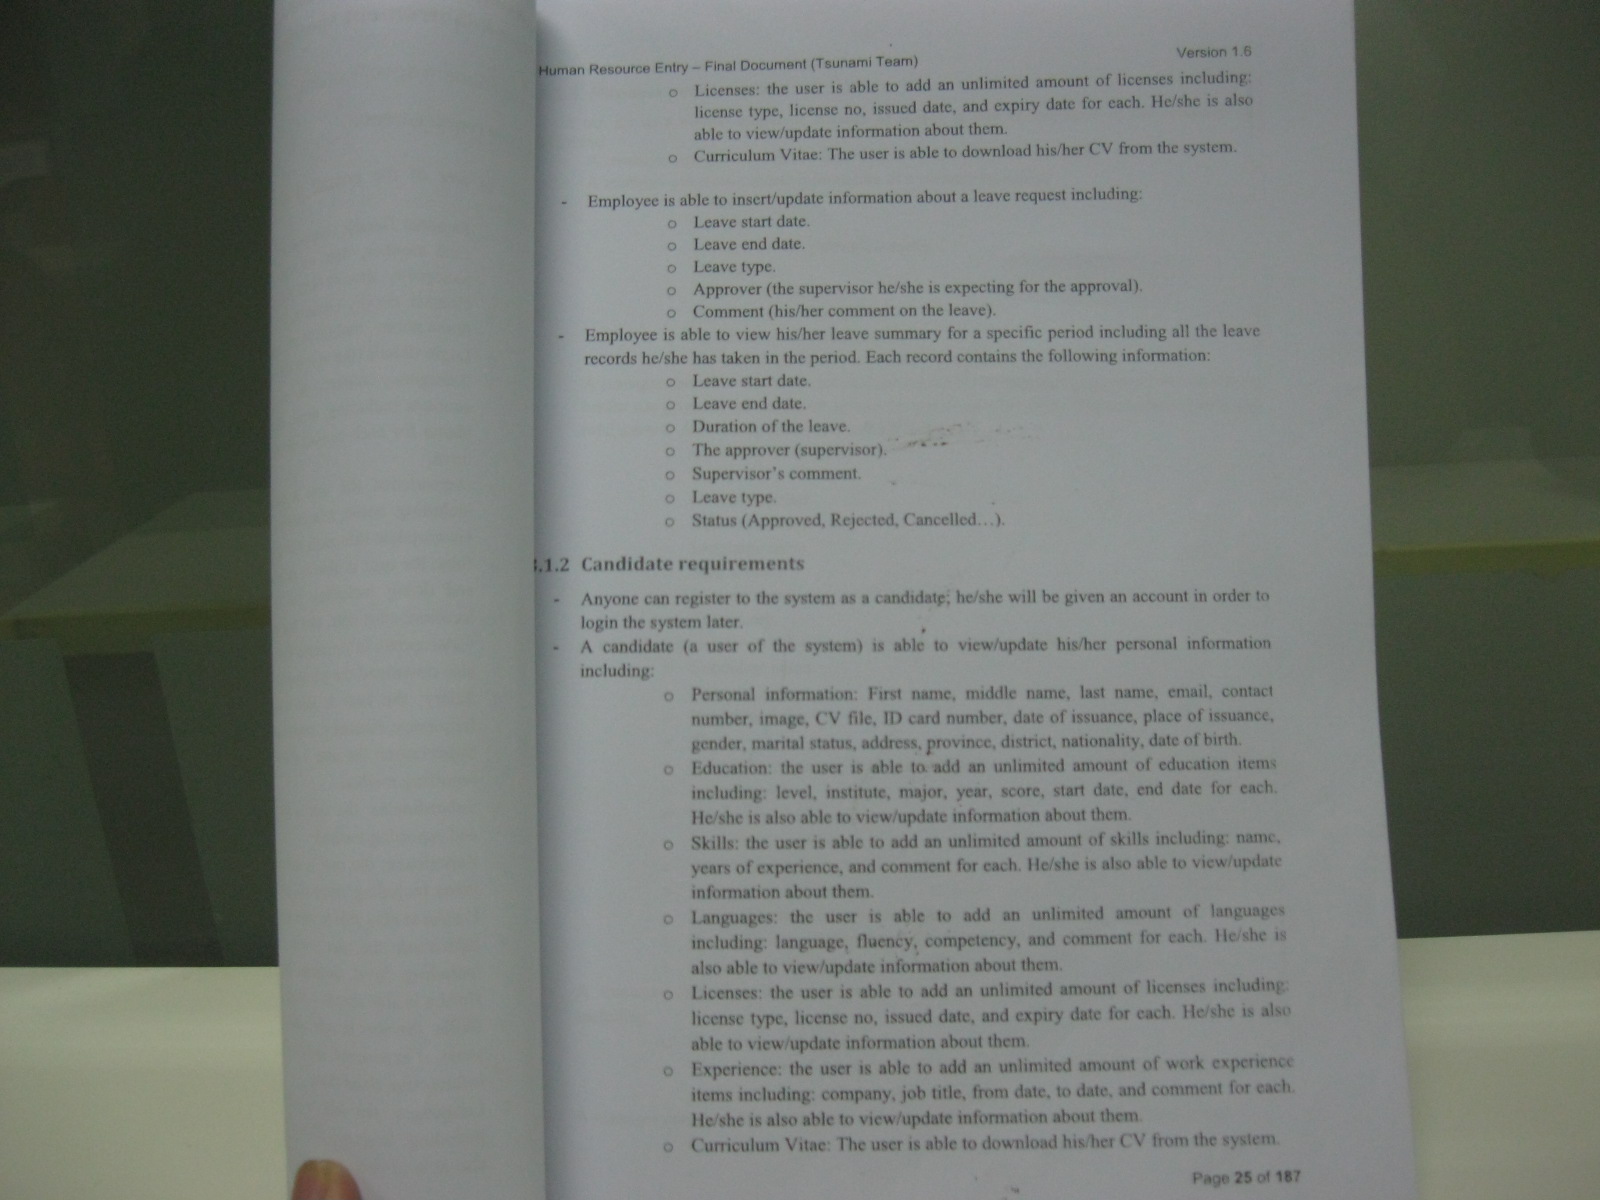 Human Resource Entry – Final Document (Tsunami Team) Version 1.6
o Licenses: the user is able to add an unlimited amount of licenses including:
license type, license no, issued date, and expiry date for each. He/she is also
able to view/update information about them.
o Curriculum Vitae: The user is able to download his/her CV from the system.
- Employee is able to insert/update information about a leave request including:
o Leave start date.
o Leave end date.
o Leave type.
o Approver (the supervisor he/she is expecting for the approval).
o Comment (his/her comment on the leave).
- Employee is able to view his/her leave summary for a specific period including all the leave
records he/she has taken in the period. Each record contains the following information:
o Leave start date.
o Leave end date.
o Duration of the leave.
o The approver (supervisor).
o Supervisor's comment.
o Leave type.
o Status (Approved, Rejected, Cancelled…).
.1.2 Candidate requirements
- Anyone can register to the system as a candidate; he/she will be given an account in order to
login the system later.
- A candidate (a user of the system) is able to view/update his/her personal information
including:
o Personal information: First name, middle name, last name, email, contact
number, image, CV file, ID card number, date of issuance, place of issuance,
gender, marital status, address, province, district, nationality, date of birth.
o Education: the user is able to add an unlimited amount of education items
including: level, institute, major, year, score, start date, end date for each.
He/she is also able to view/update information about them.
o Skills: the user is able to add an unlimited amount of skills including: name,
years of experience, and comment for each. He/she is also able to view/update
information about them.
o Languages: the user is able to add an unlimited amount of languages
including: language, fluency, competency, and comment for each. He/she is
also able to view/update information about them.
o Licenses: the user is able to add an unlimited amount of licenses including:
license type, license no, issued date, and expiry date for each. He/she is also
able to view/update information about them.
o Experience: the user is able to add an unlimited amount of work experience
items including: company, job title, from date, to date, and comment for each.
He/she is also able to view/update information about them.
o Curriculum Vitae: The user is able to download his/her CV from the system.
Page 25 of 187